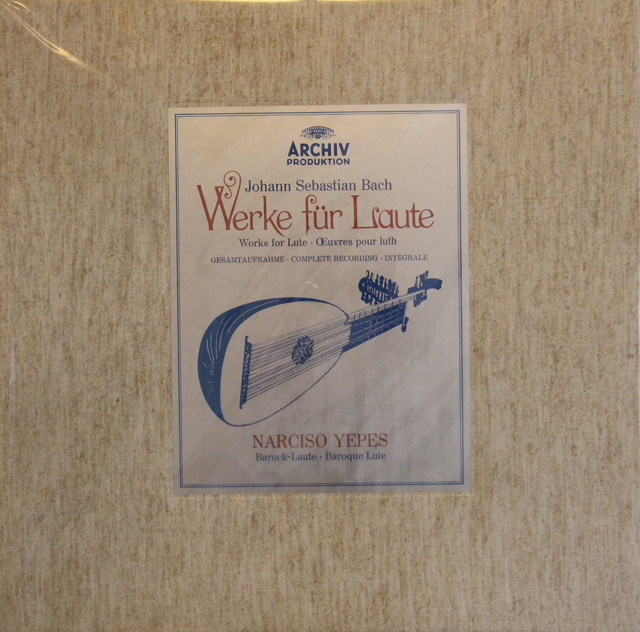 ARCHIV
PRODUKTION
Johann Sebastian Bach
Werke für Laute
Works for Lute · Œuvres pour luth
GESAMTAUFNAHME · COMPLETE RECORDING · INTÉGRALE
NARCISO YEPES
Barock-Laute · Baroque Lute